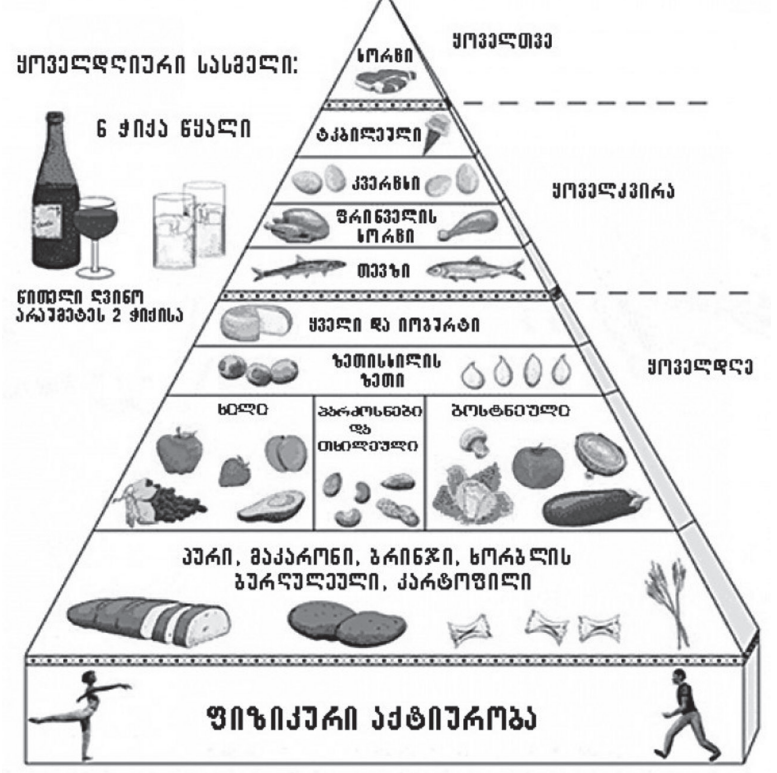 ყოველდღიური სასმელი:
6 ჭიქა წყალი
წითელი ღვინო
არაუმეტეს 2 ჭიქისა
ხორცი
ყოველთვე
ტკბილეული
კვერცხი
ყოველკვირა
ფრინველის
ხორცი
თევზი
ყველი და იოგურტი
ზეთისხილის
ზეთი
ყოველდღე
ხილი
პარკოსნები
და
თხილეული
ბოსტნეული
პური, მაკარონი, ბრინჯი, ხორბლის
ბურღულეული, კარტოფილი
ფიზიკური აქტიურობა